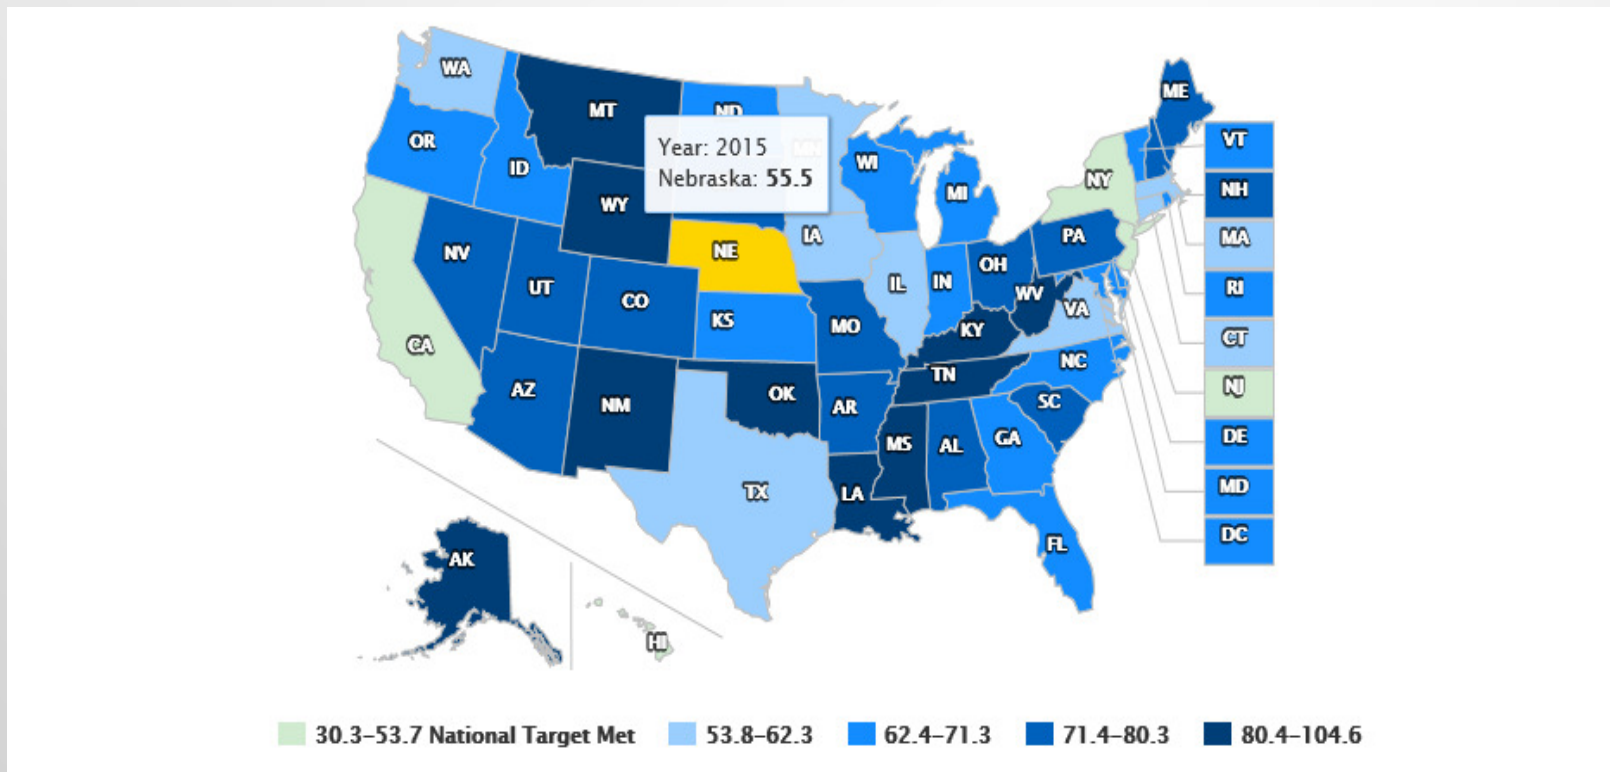 WA
MT
ND
ME
OR
ID
Year: 2015
Nebraska: 55.5
WI
MI
NY
VT
WY
NH
NV
NE
IA
PA
MA
UT
CO
IL
IN
OH
WV
VA
RI
KS
MO
KY
CT
CA
AZ
NM
OK
AR
TN
NC
SC
NJ
TX
LA
MS
AL
GA
DE
MD
AK
FL
DC
HI
30.3–53.7 National Target Met
53.8–62.3
62.4–71.3
71.4–80.3
80.4–104.6